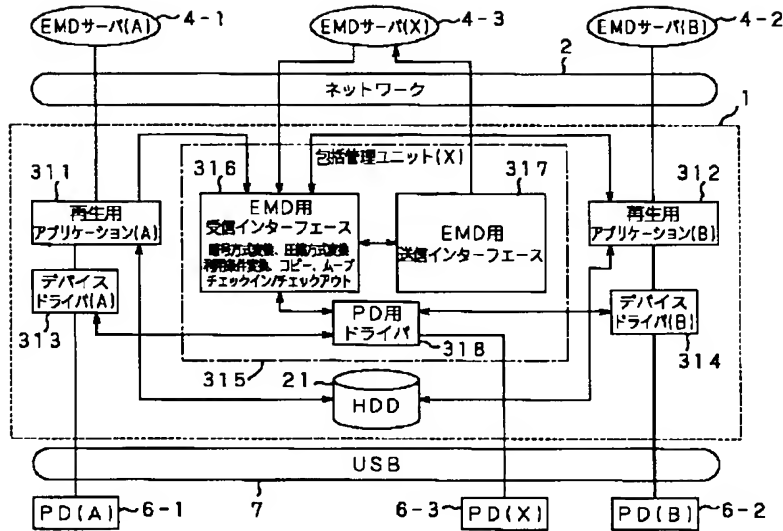 EMDサーバ(A)
4-1
EMDサーバ(X)
4-3
EMDサーバ(B)
4-2
2
ネットワーク
1
311
316
包括管理ユニット(X)
317
312
再生用
アプリケーション(A)
EMD用
受信インターフェース
暗号方式変換、圧縮方式変換
利用条件変換、コピー、ムーブ
チェックイン/チェックアウト
EMD用
送信インターフェース
再生用
アプリケーション(B)
デバイス
ドライバ(A)
313
PD用
ドライバ
318
デバイス
ドライバ(B)
314
315
21
HDD
USB
7
PD(A)
6-1
6-3
PD(X)
PD(B)
6-2